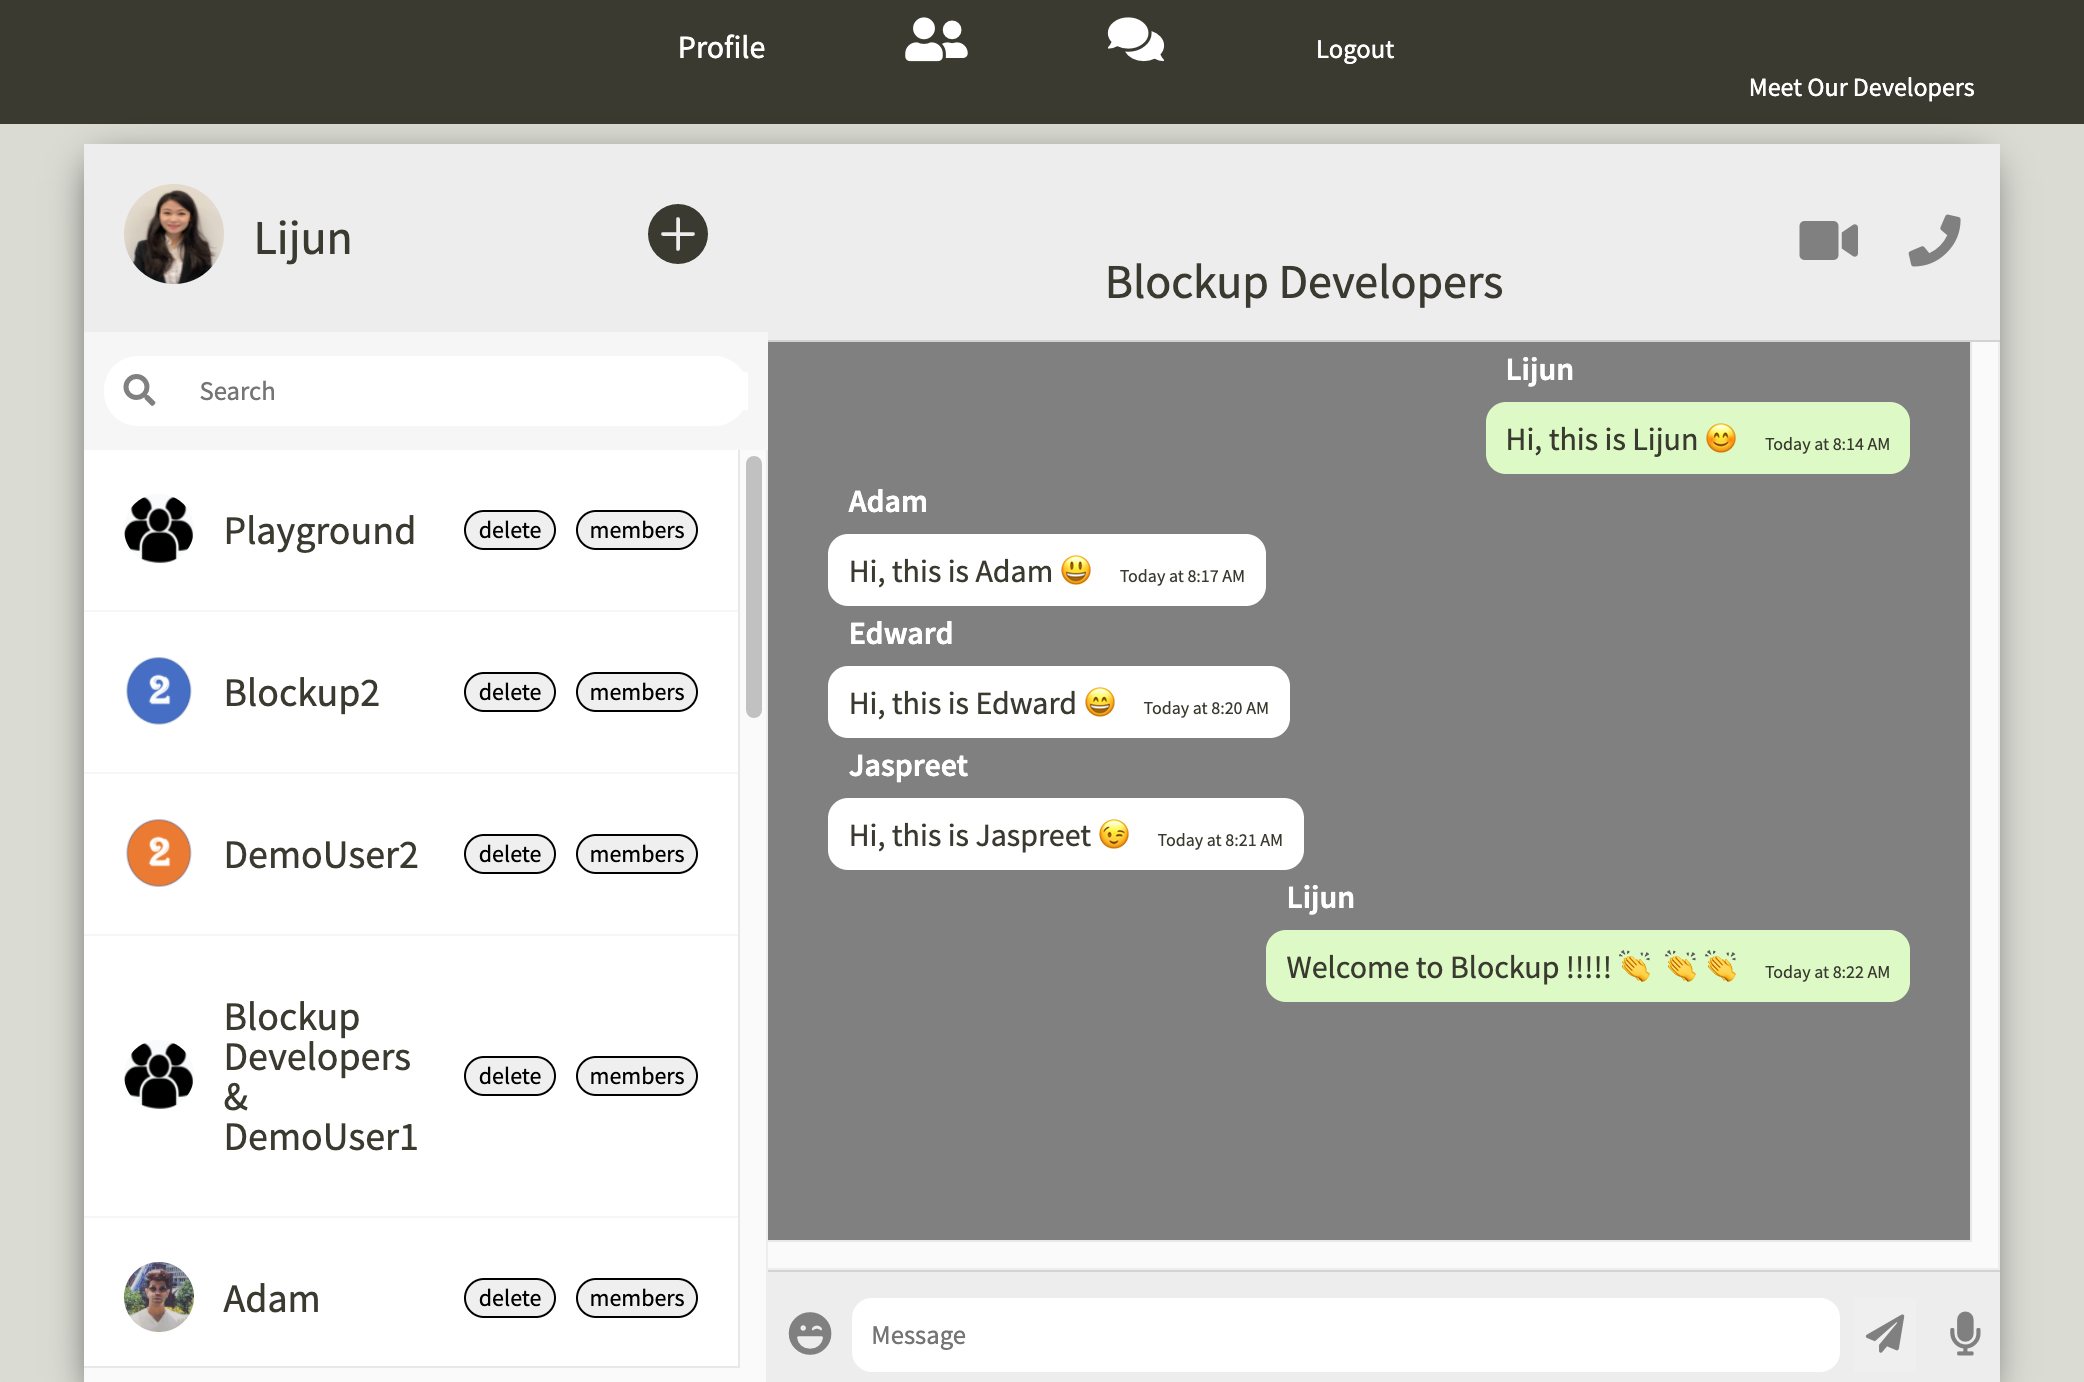 Profile
Logout
Meet Our Developers
Lijun
Search
Playground
delete
members
2
Blockup2
delete
members
2
DemoUser2
delete
members
Blockup
Developers
&
DemoUser1
delete
members
Adam
delete
members
Blockup Developers
Lijun
Hi, this is Lijun 😊 Today at 8:14 AM
Adam
Hi, this is Adam 😃 Today at 8:17 AM
Edward
Hi, this is Edward 😄 Today at 8:20 AM
Jaspreet
Hi, this is Jaspreet 😉 Today at 8:21 AM
Lijun
Welcome to Blockup !!!!! 👏 👏 👏 Today at 8:22 AM
Message